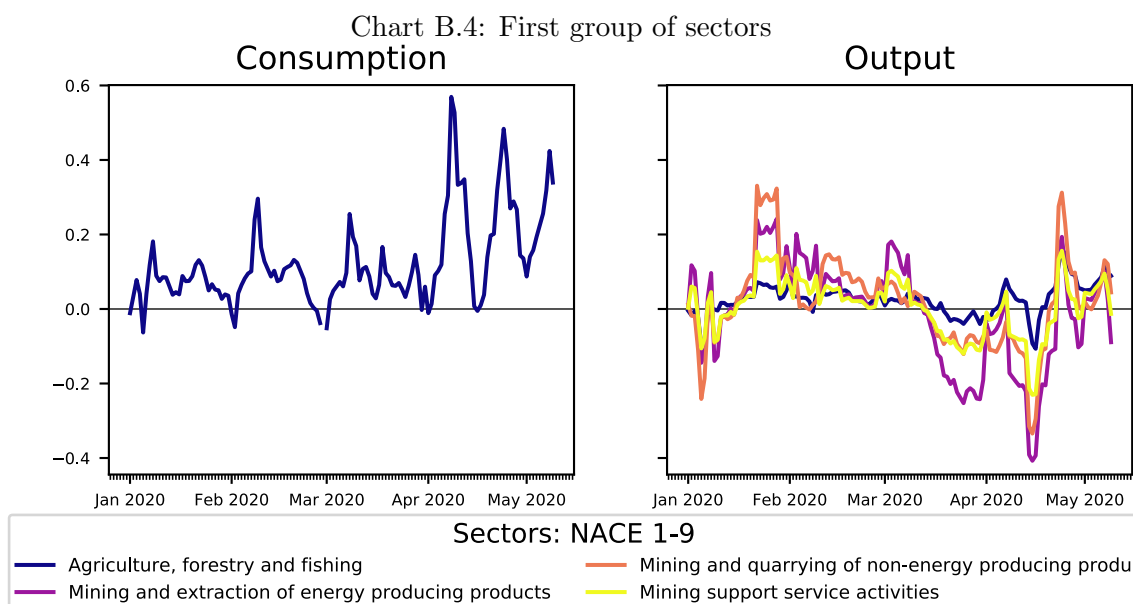 Chart B.4: First group of sectors
Consumption Output
0.6
0.4
0.2
0.0
−0.2
−0.4
Jan 2020 Feb 2020 Mar 2020 Apr 2020 May 2020 Jan 2020 Feb 2020 Mar 2020 Apr 2020 May 2020
Sectors: NACE 1-9
Agriculture, forestry and fishing Mining and quarrying of non-energy producing produ
Mining and extraction of energy producing products Mining support service activities